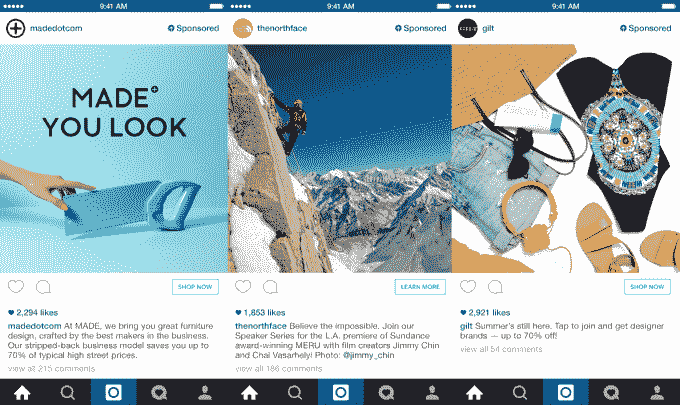 9:41 AM
madedotcom
Sponsored
MADE
YOU LOOK
SHOP NOW
2,294 likes
madedotcom At MADE, we bring you great furniture
design, crafted by the best makers in the business.
Our stripped-back business model saves you up to
70% of typical high street prices.
view all 215 comments
9:41 AM
thenorthface
Sponsored
LEARN MORE
1,853 likes
thenorthface Believe the impossible. Join our
Speaker Series for the L.A. premiere of Sundance
award-winning MERU with film creators Jimmy Chin
and Chai Vasarhelyi Photo: @jimmy_chin
view all 186 comments
9:41 AM
gilt
Sponsored
SHOP NOW
2,921 likes
gilt Summer's still here. Tap to join and get designer
brands — up to 70% off!
view all 54 comments